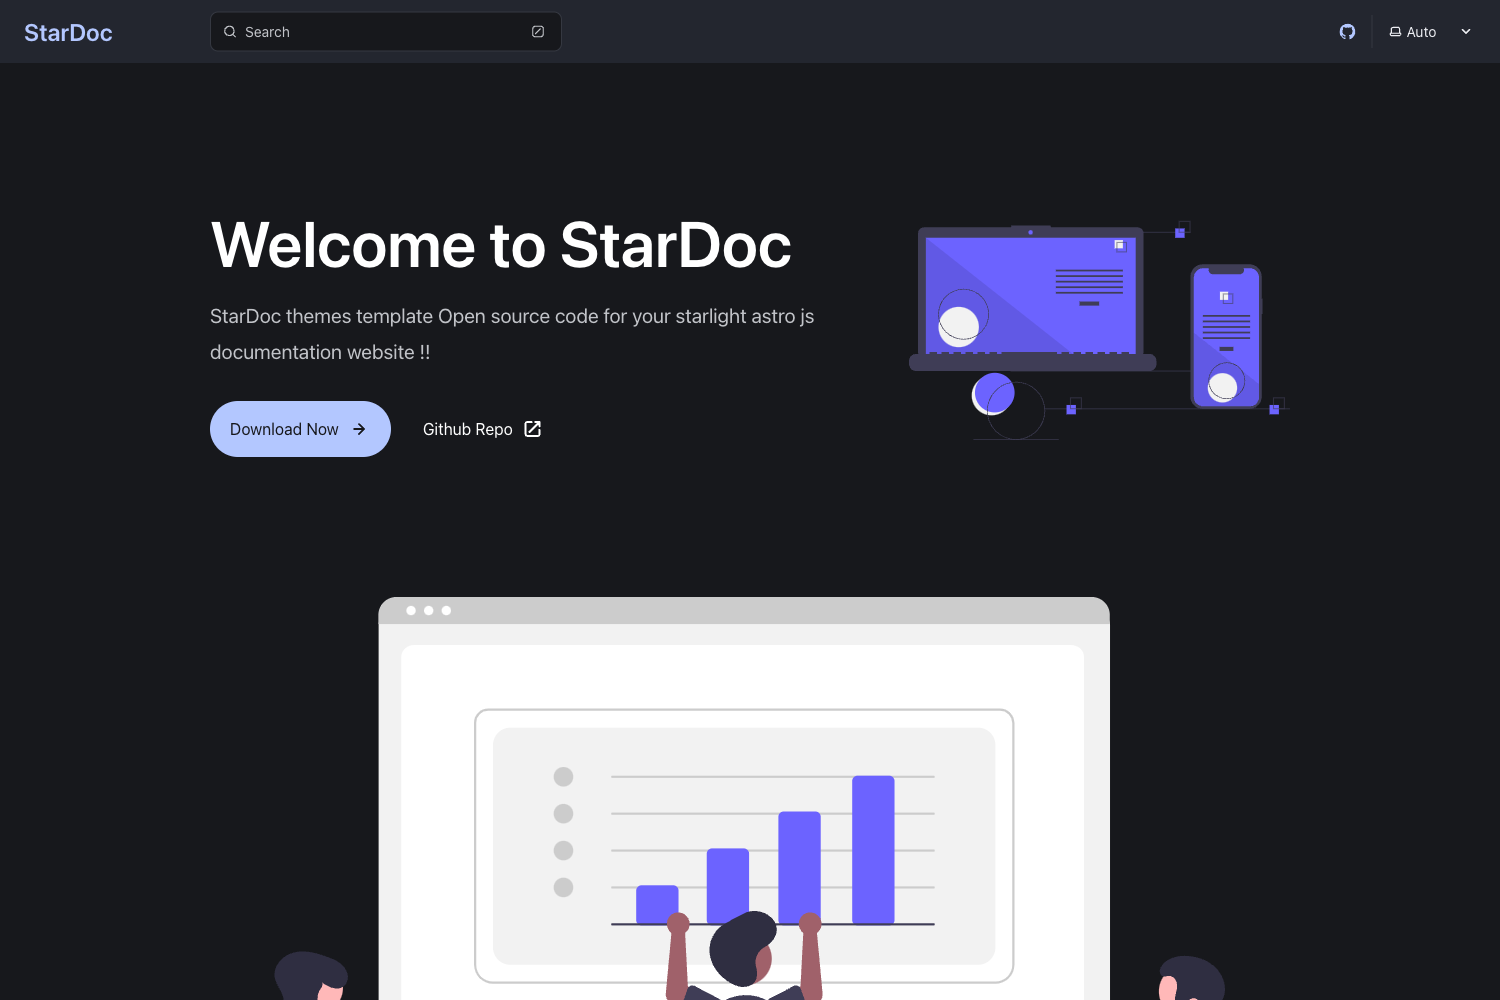 StarDoc
Search
Auto
Welcome to StarDoc
StarDoc themes template Open source code for your starlight astro js
documentation website !!
Download Now
Github Repo